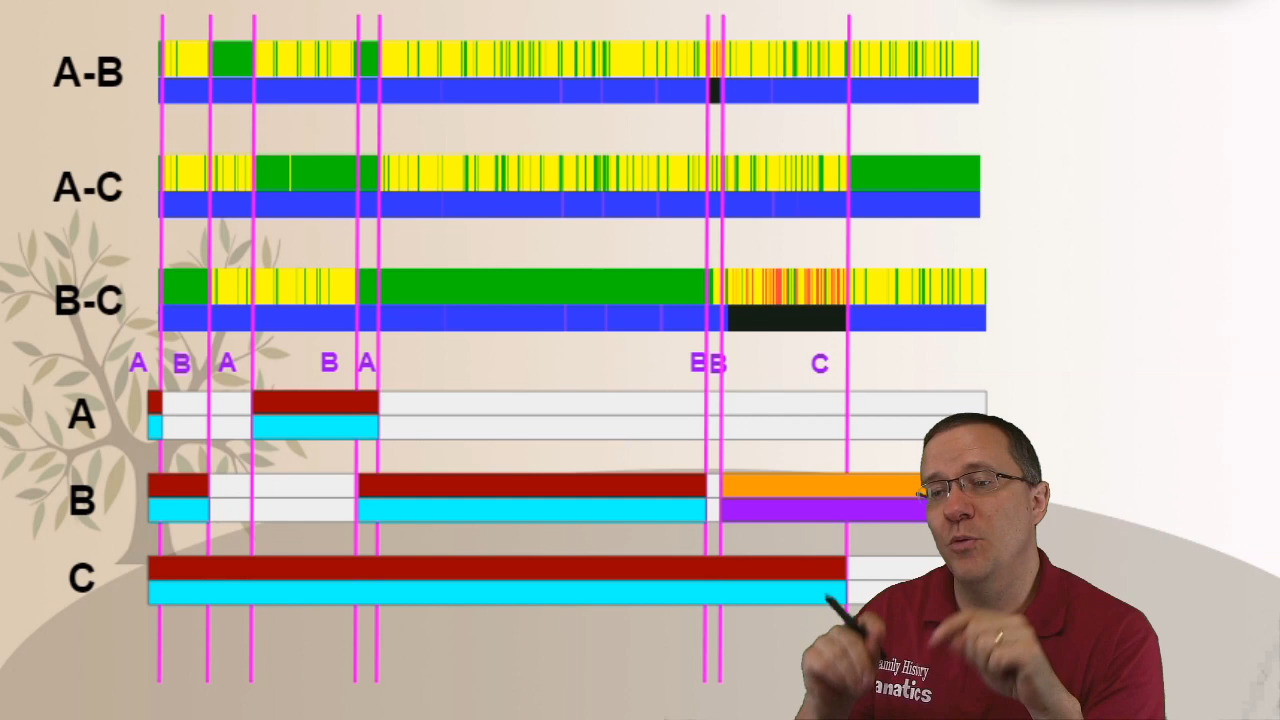 A-B
A-C
B-C
A B A B A B B C
A
B
C
amily History
anatics